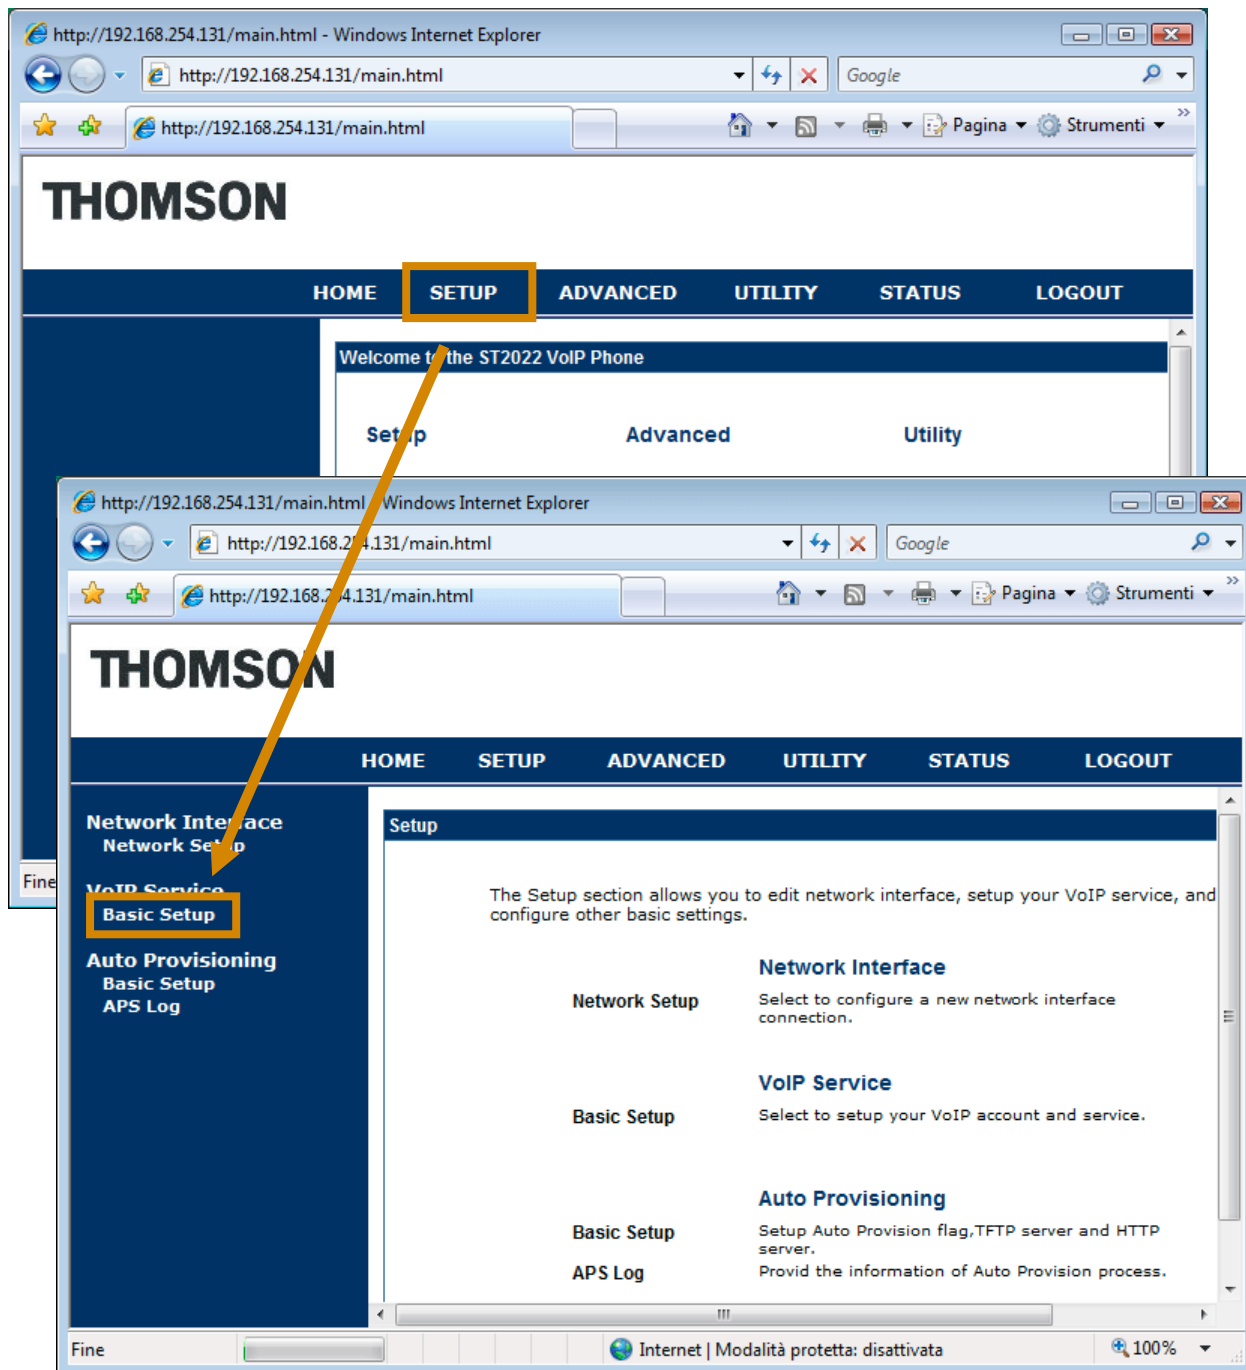 http://192.168.254.131/main.html - Windows Internet Explorer
http://192.168.254.131/main.html
Google
http://192.168.254.131/main.html
Pagina
Strumenti
THOMSON
HOME SETUP ADVANCED UTILITY STATUS LOGOUT
Welcome to the ST2022 VoIP Phone
Setup Advanced Utility
Fine
http://192.168.254.131/main.html - Windows Internet Explorer
http://192.168.254.131/main.html
Google
http://192.168.254.131/main.html
Pagina
Strumenti
THOMSON
HOME SETUP ADVANCED UTILITY STATUS LOGOUT
Network Interface
Network Setup
VoIP Service
Basic Setup
Auto Provisioning
Basic Setup
APS Log
Setup
The Setup section allows you to edit network interface, setup your VoIP service, and
configure other basic settings.
Network Interface
Network Setup Select to configure a new network interface
connection.
VoIP Service
Basic Setup Select to setup your VoIP account and service.
Auto Provisioning
Basic Setup Setup Auto Provision flag,TFTP server and HTTP
server.
APS Log Provid the information of Auto Provision process.
Fine
Internet | Modalità protetta: disattivata
100%